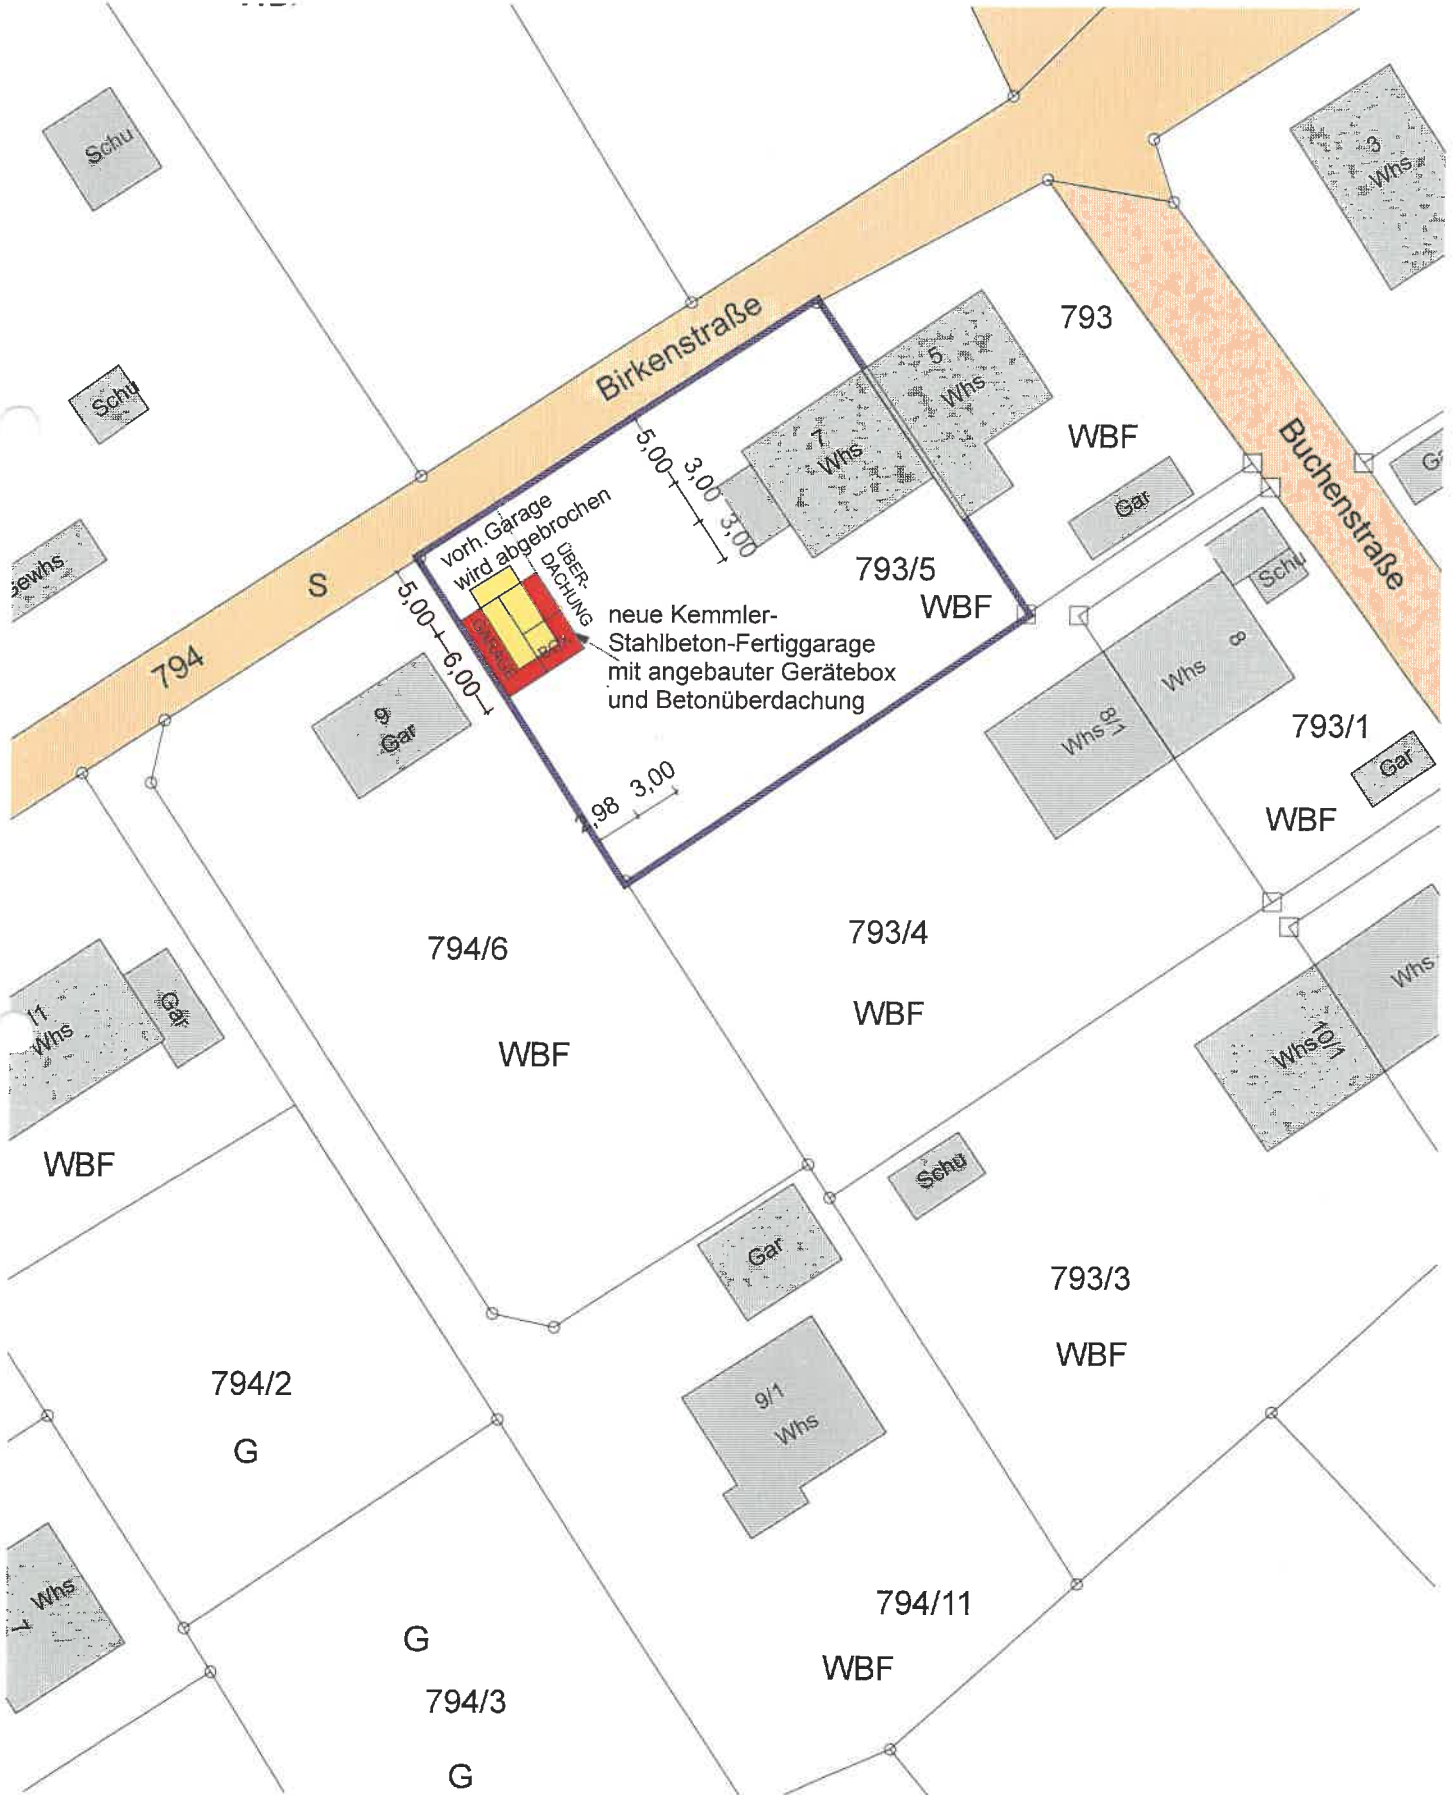 Schu
3
Whs
Birkenstraße
793
5
Whs
Schu
7
Whs
WBF
Buchenstraße
5,00
3,00
3,00
Gar
vorh. Garage
wird abgebrochen
ÜBER-
DACHUNG
793/5
WBF
Schu
S
5,00
6,00
GARAGE
BOX
neue Kemmler-
Stahlbeton-Fertiggarage
mit angebauter Gerätebox
und Betonüberdachung
794
9
Gar
8
Whs
8/1
Whs
793/1
Gar
2,98
3,00
WBF
794/6
793/4
WBF
WBF
11
Whs
Gar
Whs
Whs
10/1
WBF
Schu
Gar
793/3
WBF
794/2
G
9/1
Whs
Whs
7
794/11
WBF
G
794/3
G